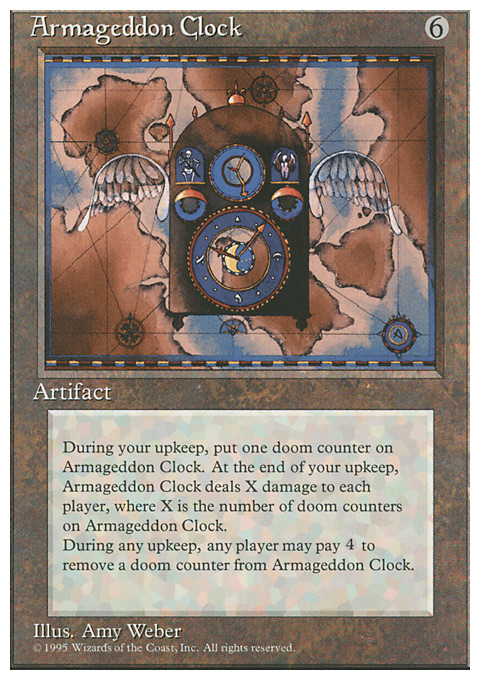 Armageddon Clock 6
Artifact
During your upkeep, put one doom counter on
Armageddon Clock. At the end of your upkeep,
Armageddon Clock deals X damage to each
player, where X is the number of doom counters
on Armageddon Clock.
During any upkeep, any player may pay 4 to
remove a doom counter from Armageddon Clock.
Illus. Amy Weber
© 1995 Wizards of the Coast, Inc. All rights reserved.